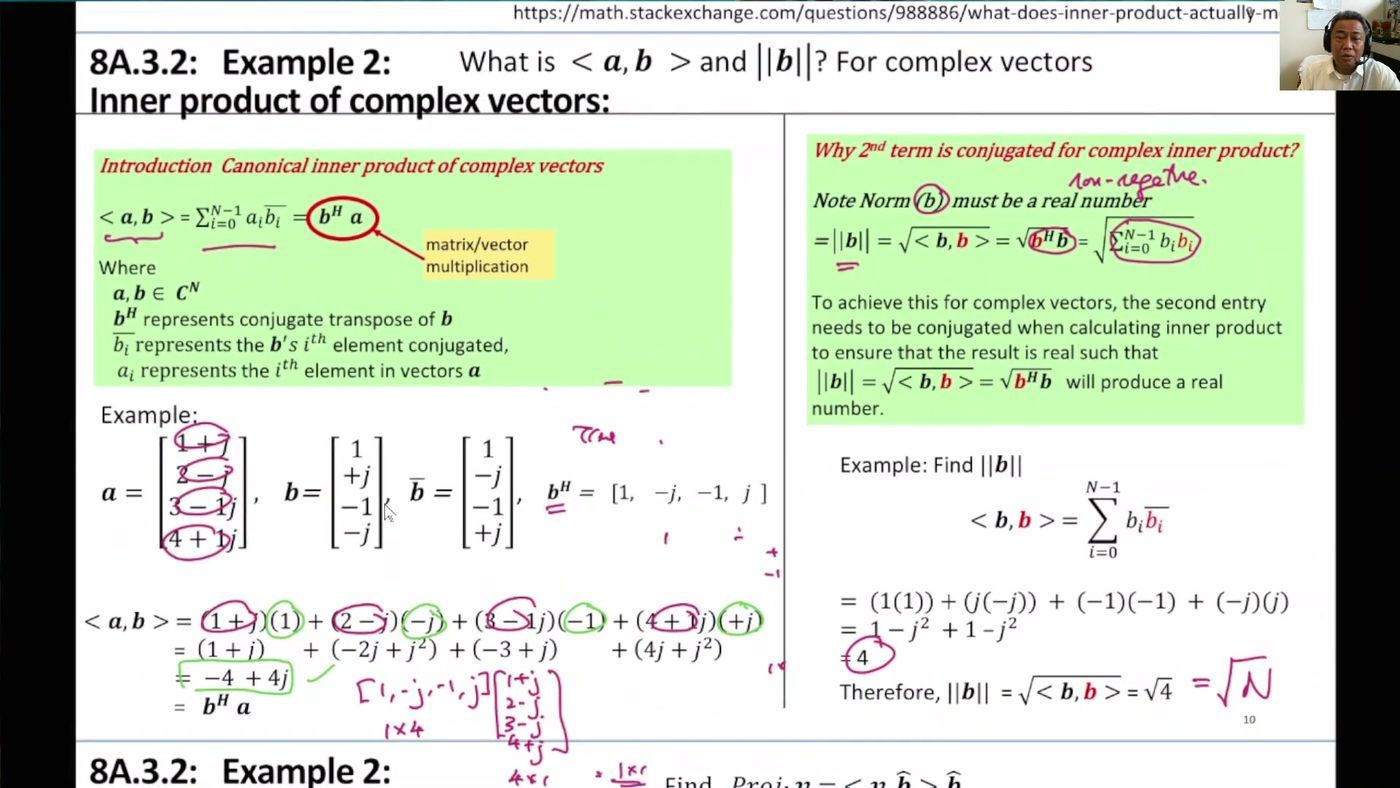 https://math.stackexchange.com/questions/988886/what-does-inner-product-actually-m
8A.3.2: Example 2: What is < a, b > and ||b||? For complex vectors
Inner product of complex vectors:
Introduction Canonical inner product of complex vectors
< a, b > = Σ_{i=0}^{N−1} a_i b̅_i = b^H a
matrix/vector
multiplication
Where
a, b ∈ C^N
b^H represents conjugate transpose of b
b̅_i represents the b's i^th element conjugated,
a_i represents the i^th element in vectors a
Example:
a = [1 + j, 2 − j, 3 − 1j, 4 + 1j], b = [1, +j, −1, −j], b̅ = [1, −j, −1, +j], b^H = [1, −j, −1, j ]
< a, b > = (1 + j)(1) + (2 − j)(−j) + (3 − 1j)(−1) + (4 + 1j)(+j)
= (1 + j) + (−2j + j²) + (−3 + j) + (4j + j²)
= −4 + 4j
= b^H a
[1, -j, -1, j] [1+j
2-j
3-j
4+j]
1x4
4x1
= 1x1
Why 2nd term is conjugated for complex inner product?
non-negative.
Note Norm (b) must be a real number
=||b|| = √< b, b > = √b^H b = √Σ_{i=0}^{N−1} b_i b_i
To achieve this for complex vectors, the second entry
needs to be conjugated when calculating inner product
to ensure that the result is real such that
||b|| = √< b, b > = √b^H b will produce a real
number.
Example: Find ||b||
< b, b > = Σ_{i=0}^{N−1} b_i b̅_i
= (1(1)) + (j(−j)) + (−1)(−1) + (−j)(j)
= 1 − j² + 1 - j²
= 4
Therefore, ||b|| = √< b, b > = √4 = √N
10
8A.3.2: Example 2: